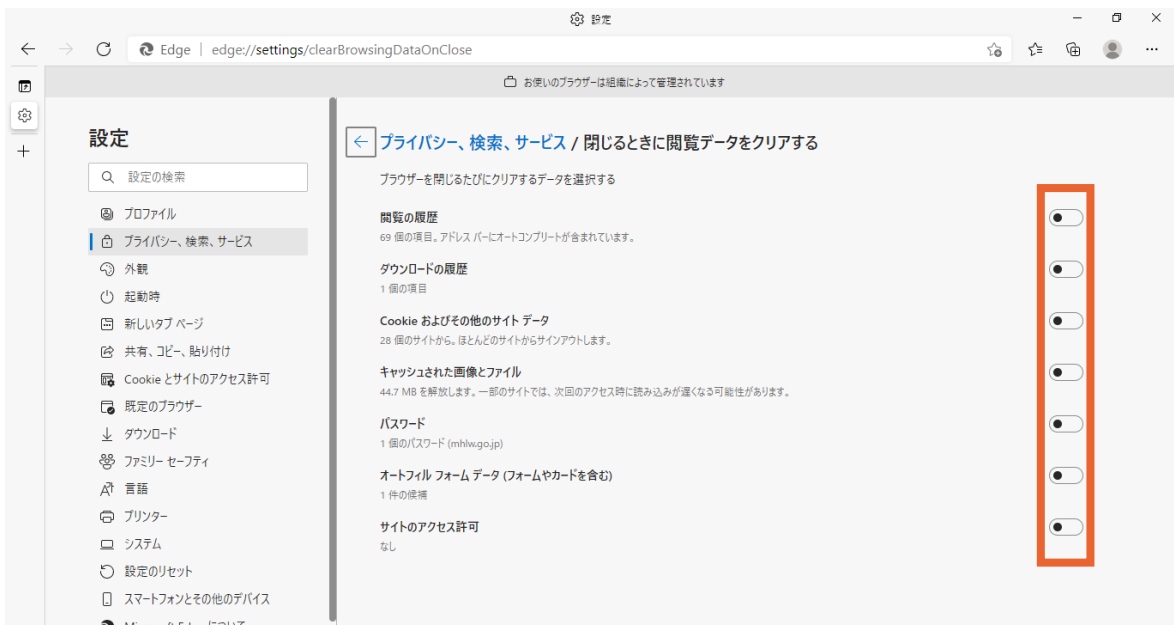 設定
Edge | edge://settings/clearBrowsingDataOnClose
お使いのブラウザーは組織によって管理されています
設定
設定の検索
プロファイル
プライバシー、検索、サービス
外観
起動時
新しいタブ ページ
共有、コピー、貼り付け
Cookie とサイトのアクセス許可
既定のブラウザー
ダウンロード
ファミリー セーフティ
言語
プリンター
システム
設定のリセット
スマートフォンとその他のデバイス
Microsoft Edge について
プライバシー、検索、サービス / 閉じるときに閲覧データをクリアする
ブラウザーを閉じるたびにクリアするデータを選択する
閲覧の履歴
69 個の項目。アドレス バーにオートコンプリートが含まれています。
ダウンロードの履歴
1 個の項目
Cookie およびその他のサイト データ
28 個のサイトから。ほとんどのサイトからサインアウトします。
キャッシュされた画像とファイル
44.7 MB を解放します。一部のサイトでは、次回のアクセス時に読み込みが遅くなる可能性があります。
パスワード
1 個のパスワード (mhlw.go.jp)
オートフィル フォーム データ (フォームやカードを含む)
1 件の候補
サイトのアクセス許可
なし